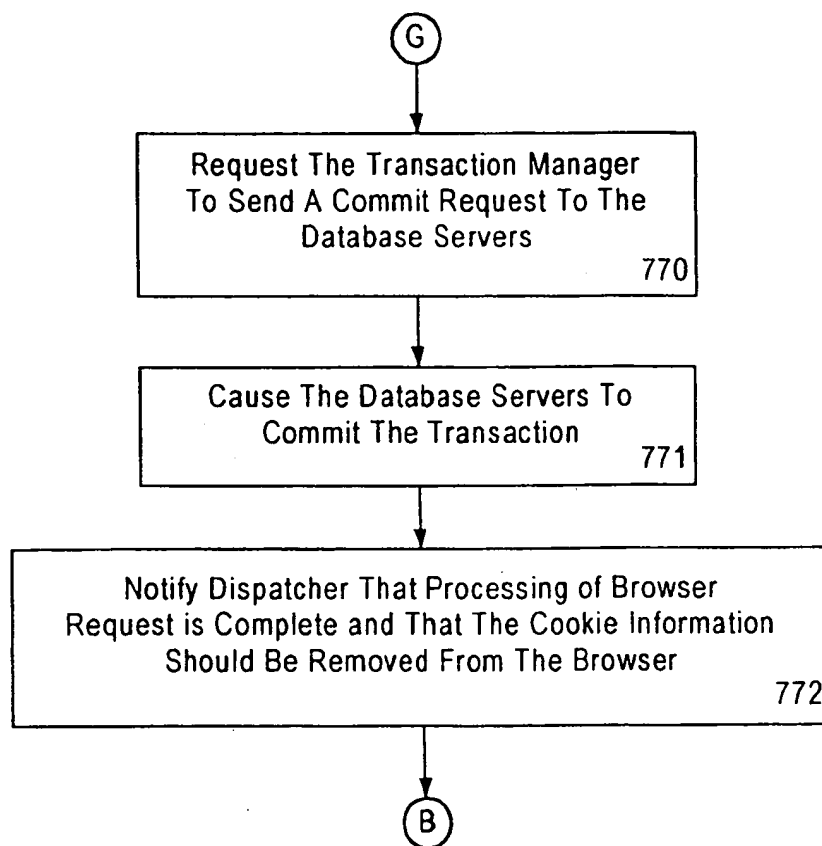 G
Request The Transaction Manager
To Send A Commit Request To The
Database Servers
770
Cause The Database Servers To
Commit The Transaction
771
Notify Dispatcher That Processing of Browser
Request is Complete and That The Cookie Information
Should Be Removed From The Browser
772
B